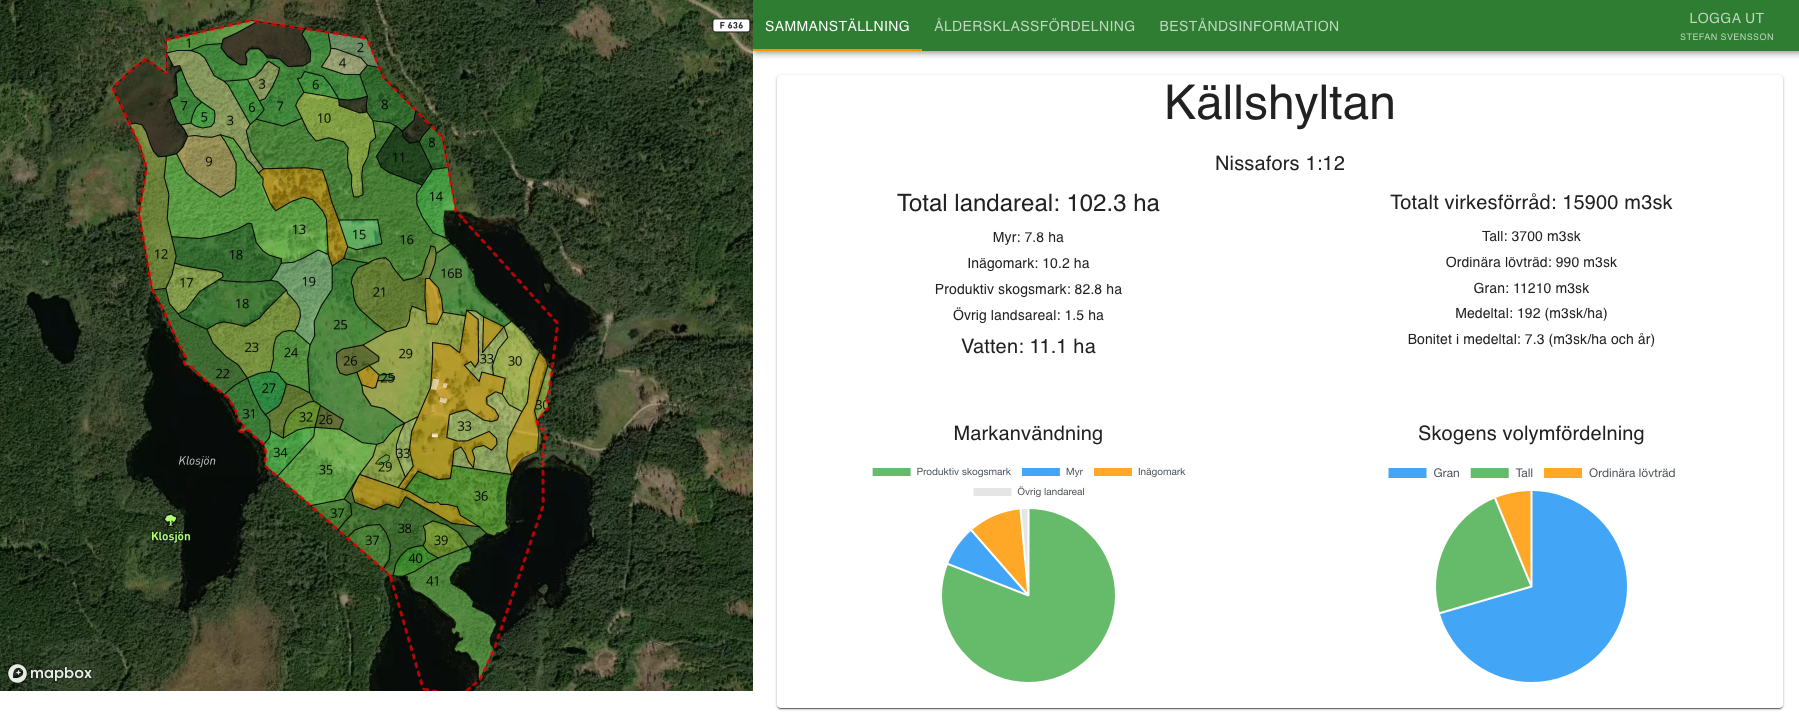 SAMMANSTÄLLNING
ÅLDERSKLASSFÖRDELNING
BESTÅNDSINFORMATION
LOGGA UT
STEFAN SVENSSON
Källshyltan
Nissafors 1:12
Total landareal: 102.3 ha
Myr: 7.8 ha
Inägomark: 10.2 ha
Produktiv skogsmark: 82.8 ha
Övrig landsareal: 1.5 ha
Vatten: 11.1 ha
Totalt virkesförråd: 15900 m3sk
Tall: 3700 m3sk
Ordinära lövträd: 990 m3sk
Gran: 11210 m3sk
Medeltal: 192 (m3sk/ha)
Bonitet i medeltal: 7.3 (m3sk/ha och år)
Markanvändning
Produktiv skogsmark Myr Inägomark
Övrig landareal
Skogens volymfördelning
Gran Tall Ordinära lövträd
F 636
1
2
4
3
6
7
5
3
6
7
8
10
8
9
11
14
13
15
16
12
18
19
16B
17
21
18
25
23
24
26
29
33
30
22
25
27
30
31
32
26
33
34
35
29
33
36
37
38
37
39
40
41
Klosjön
Klosjön
mapbox